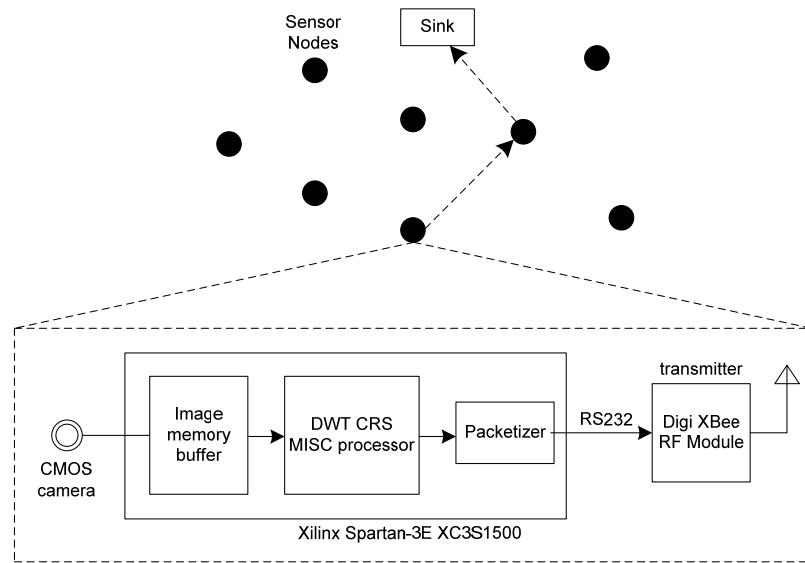 Sensor
Nodes
Sink
transmitter
Image
memory
buffer
DWT CRS
MISC processor
Packetizer
RS232
Digi XBee
RF Module
CMOS
camera
Xilinx Spartan-3E XC3S1500